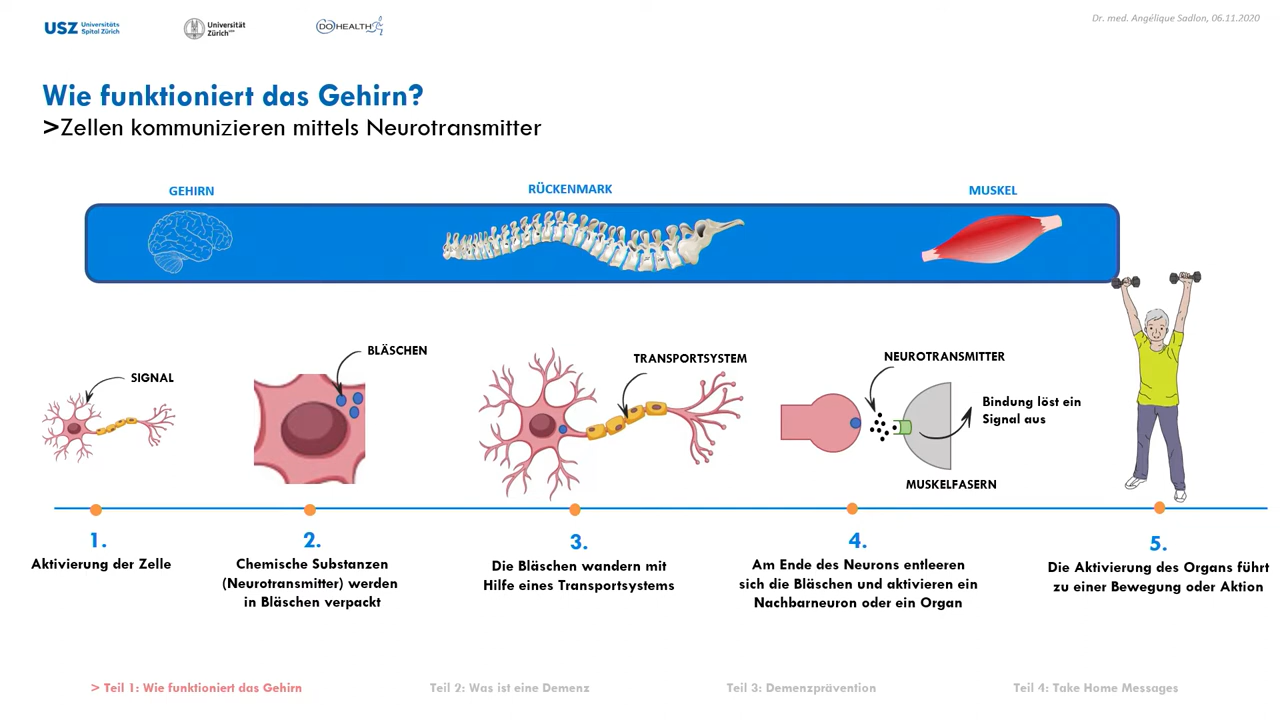 USZ Universitäts
Spital Zürich
Universität
Zürich
DO HEALTH
Dr. med. Angélique Sadlon, 06.11.2020
Wie funktioniert das Gehirn?
>Zellen kommunizieren mittels Neurotransmitter
GEHIRN
RÜCKENMARK
MUSKEL
SIGNAL
BLÄSCHEN
TRANSPORTSYSTEM
NEUROTRANSMITTER
Bindung löst ein
Signal aus
MUSKELFASERN
1.
Aktivierung der Zelle
2.
Chemische Substanzen
(Neurotransmitter) werden
in Bläschen verpackt
3.
Die Bläschen wandern mit
Hilfe eines Transportsystems
4.
Am Ende des Neurons entleeren
sich die Bläschen und aktivieren ein
Nachbarneuron oder ein Organ
5.
Die Aktivierung des Organs führt
zu einer Bewegung oder Aktion
> Teil 1: Wie funktioniert das Gehirn
Teil 2: Was ist eine Demenz
Teil 3: Demenzprävention
Teil 4: Take Home Messages